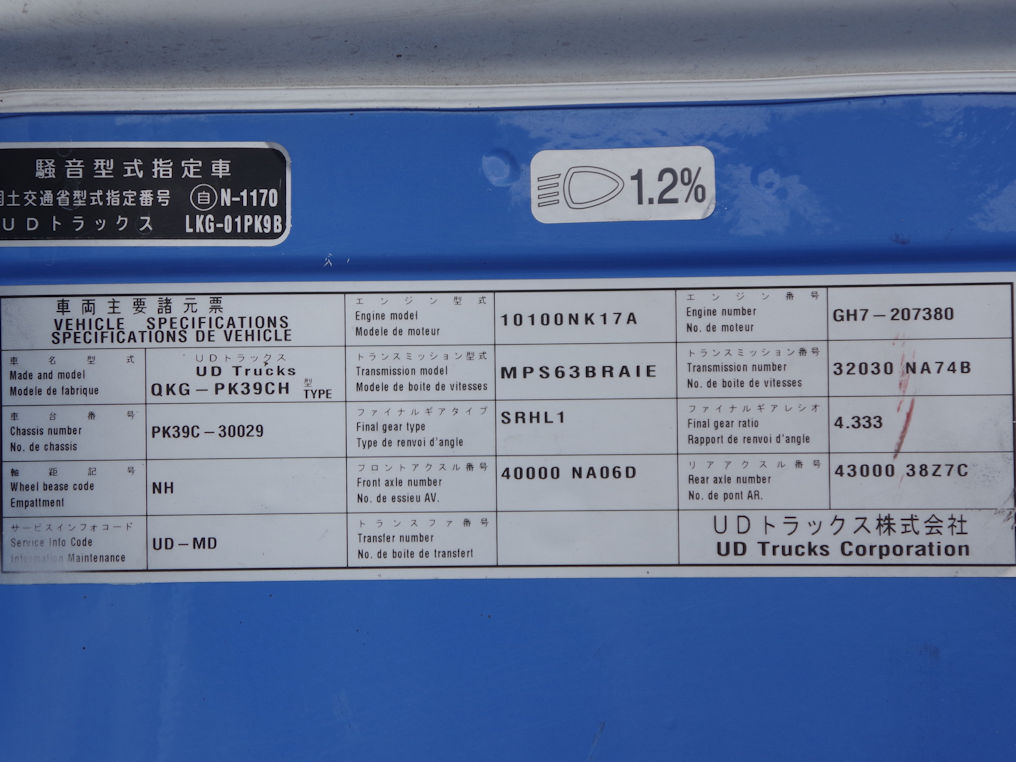 騒音型式指定車
国土交通省型式指定番号 自 N-1170
UDトラックス LKG-01PK9B
1.2%
車両主要諸元票
VEHICLE SPECIFICATIONS
SPECIFICATIONS DE VEHICLE
エンジン型式
Engine model
Modele de moteur
10100NK17A
エンジン番号
Engine number
No. de moteur
GH7-207380
車名型式
Made and model
Modele de fabrique
UDトラックス
UD Trucks
QKG-PK39CH 型 TYPE
トランスミッション型式
Transmission model
Modele de boite de vitesses
MPS63BRAIE
トランスミッション番号
Transmission number
No. de boite de vitesses
32030 NA74B
車台番号
Chassis number
No. de chassis
PK39C-30029
ファイナルギアタイプ
Final gear type
Type de renvoi d'angle
SRHL1
ファイナルギアレシオ
Final gear ratio
Rapport de renvoi d'angle
4.333
軸距記号
Wheel bease code
Empattment
NH
フロントアクスル番号
Front axle number
No. de essieu AV.
40000 NA06D
リアアクスル番号
Rear axle number
No. de pont AR.
43000 38Z7C
サービスインフォコード
Service Info Code
Information Maintenance
UD-MD
トランスファ番号
Transfer number
No. de boite de transfert
UDトラックス株式会社
UD Trucks Corporation